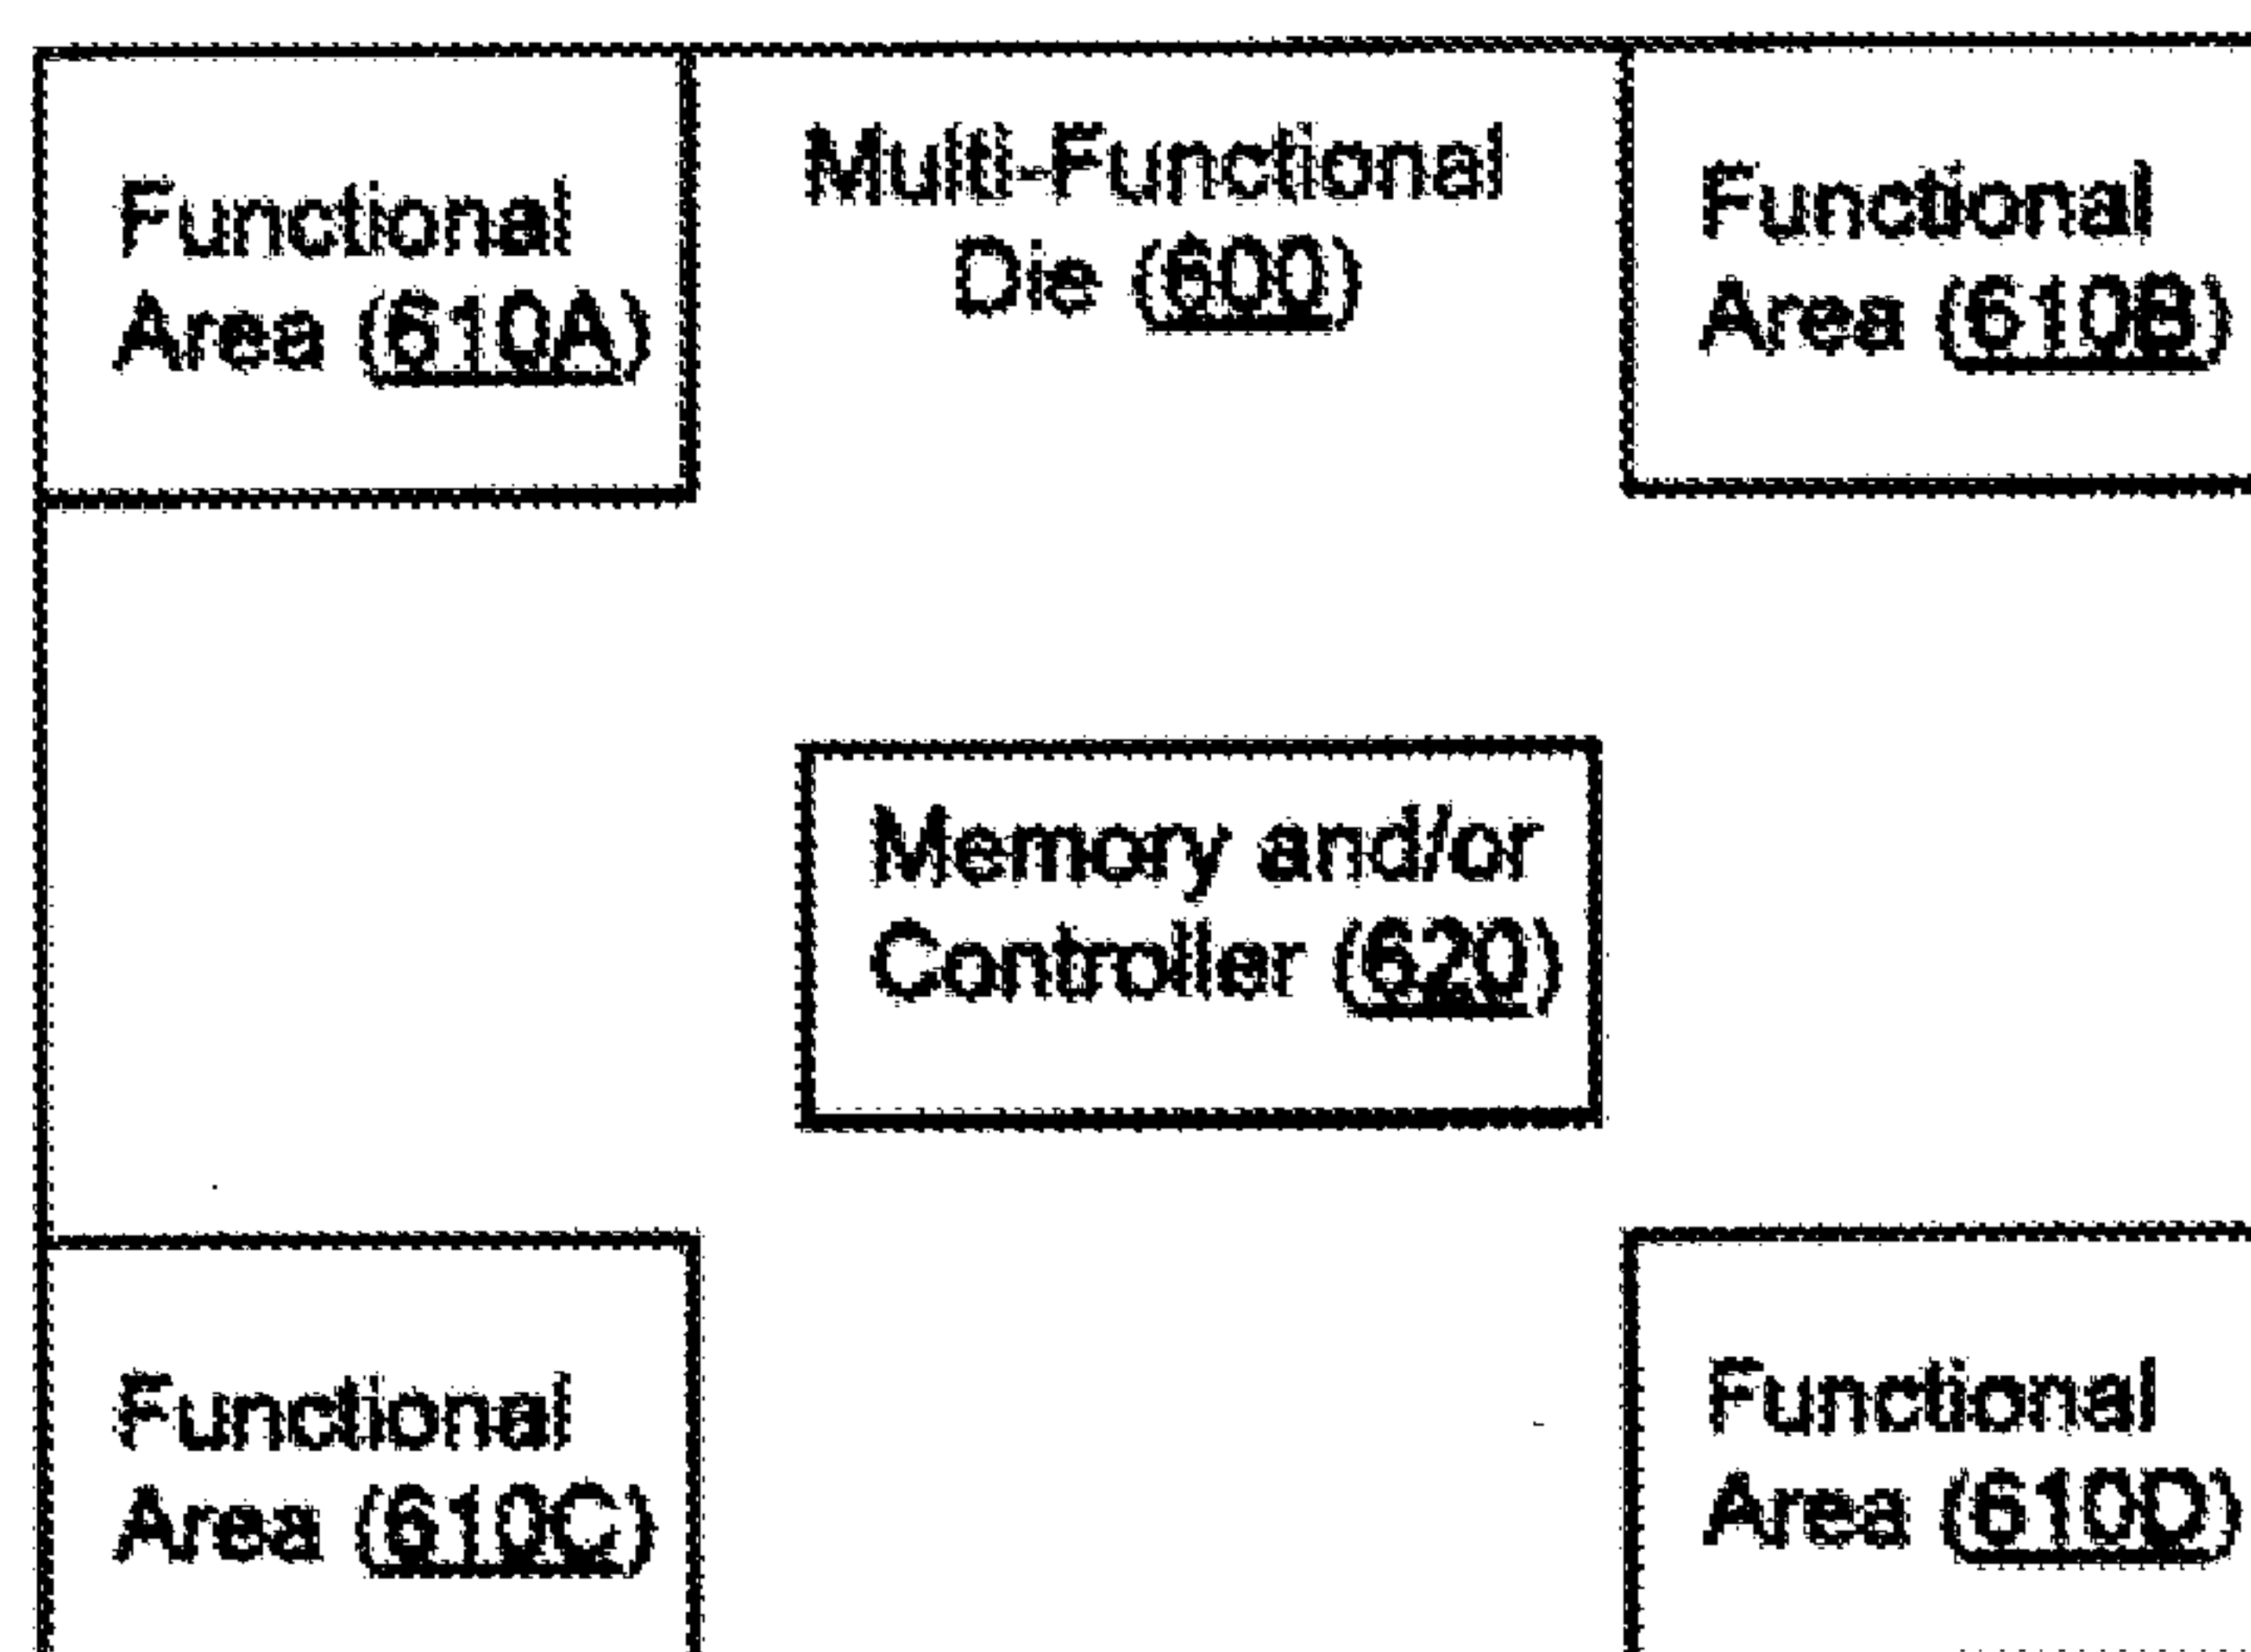 Functional
Area (610A)
Multi-Functional
Die (600)
Functional
Area (610B)
Memory and/or
Controller (620)
Functional
Area (610C)
Functional
Area (610D)